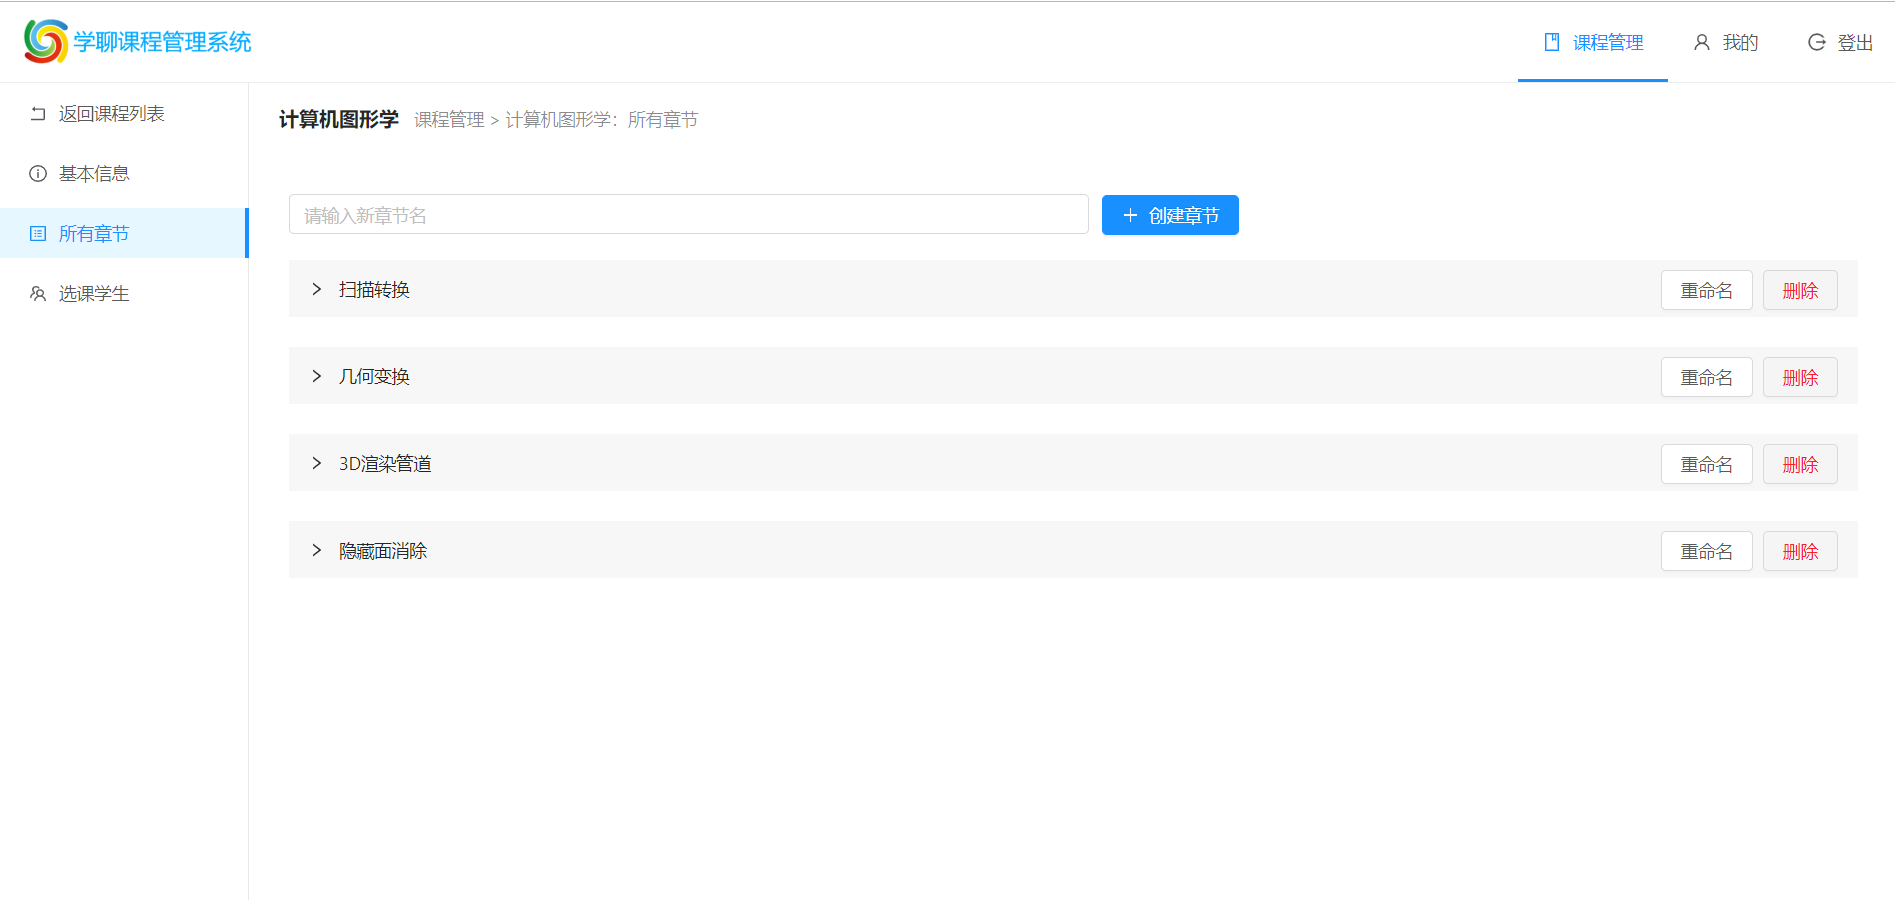 学聊课程管理系统
课程管理 我的 登出
返回课程列表
基本信息
所有章节
选课学生
计算机图形学 课程管理 > 计算机图形学：所有章节
请输入新章节名 创建章节
扫描转换 重命名 删除
几何变换 重命名 删除
3D渲染管道 重命名 删除
隐藏面消除 重命名 删除